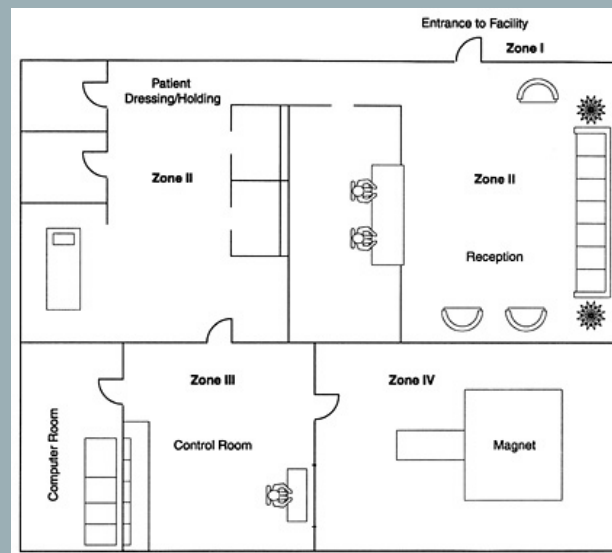 Entrance to Facility
Zone I
Patient
Dressing/Holding
Zone II
Zone II
Reception
Zone III
Zone IV
Computer Room
Control Room
Magnet